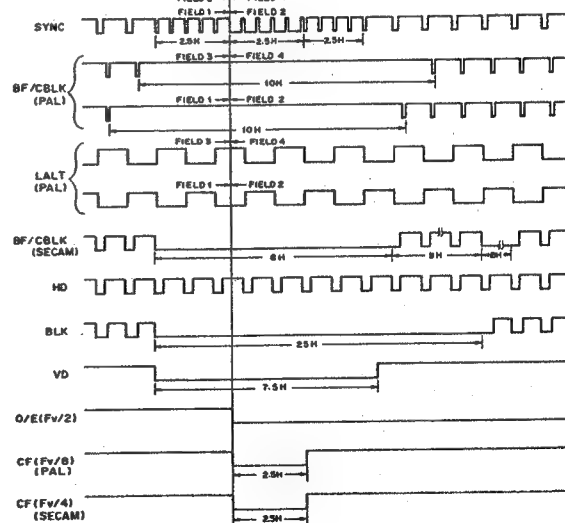 FIELD 1 FIELD 2
SYNC
2.5H 2.5H 2.5H
FIELD 3 FIELD 4
BF/CBLK
(PAL)
10H
FIELD 1 FIELD 2
10H
FIELD 3 FIELD 4
LALT
(PAL)
FIELD 1 FIELD 2
BF/CBLK
(SECAM)
HD
BLK
25H
VD
7.5H
O/E(Fv/2)
CF(Fv/8)
(PAL)
2.5H
CF(Fv/4)
(SECAM)
2.5H